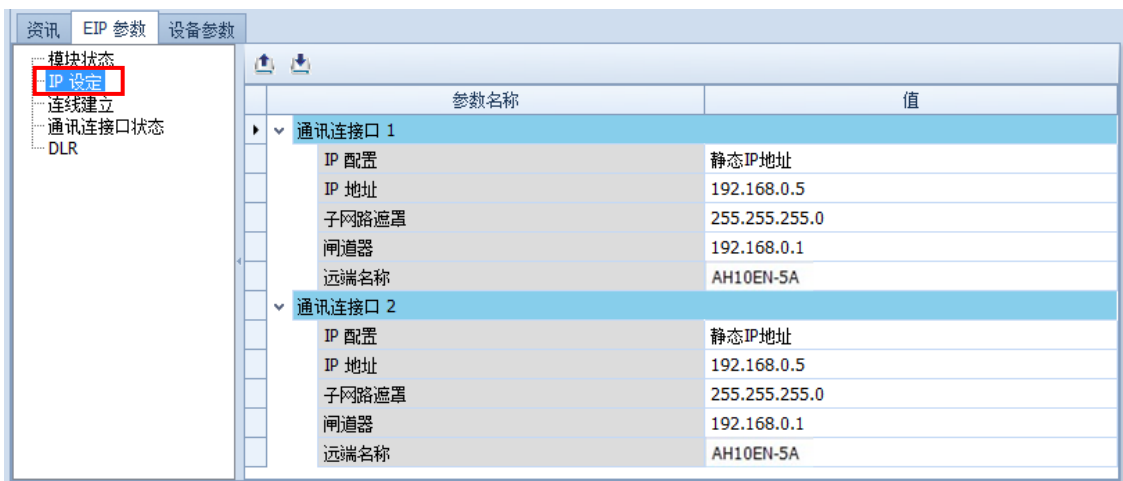 资讯 EIP 参数 设备参数
模块状态
IP 设定
连线建立
通讯连接口状态
DLR
参数名称 值
通讯连接口 1
IP 配置 静态IP地址
IP 地址 192.168.0.5
子网路遮罩 255.255.255.0
闸道器 192.168.0.1
远端名称 AH10EN-5A
通讯连接口 2
IP 配置 静态IP地址
IP 地址 192.168.0.5
子网路遮罩 255.255.255.0
闸道器 192.168.0.1
远端名称 AH10EN-5A